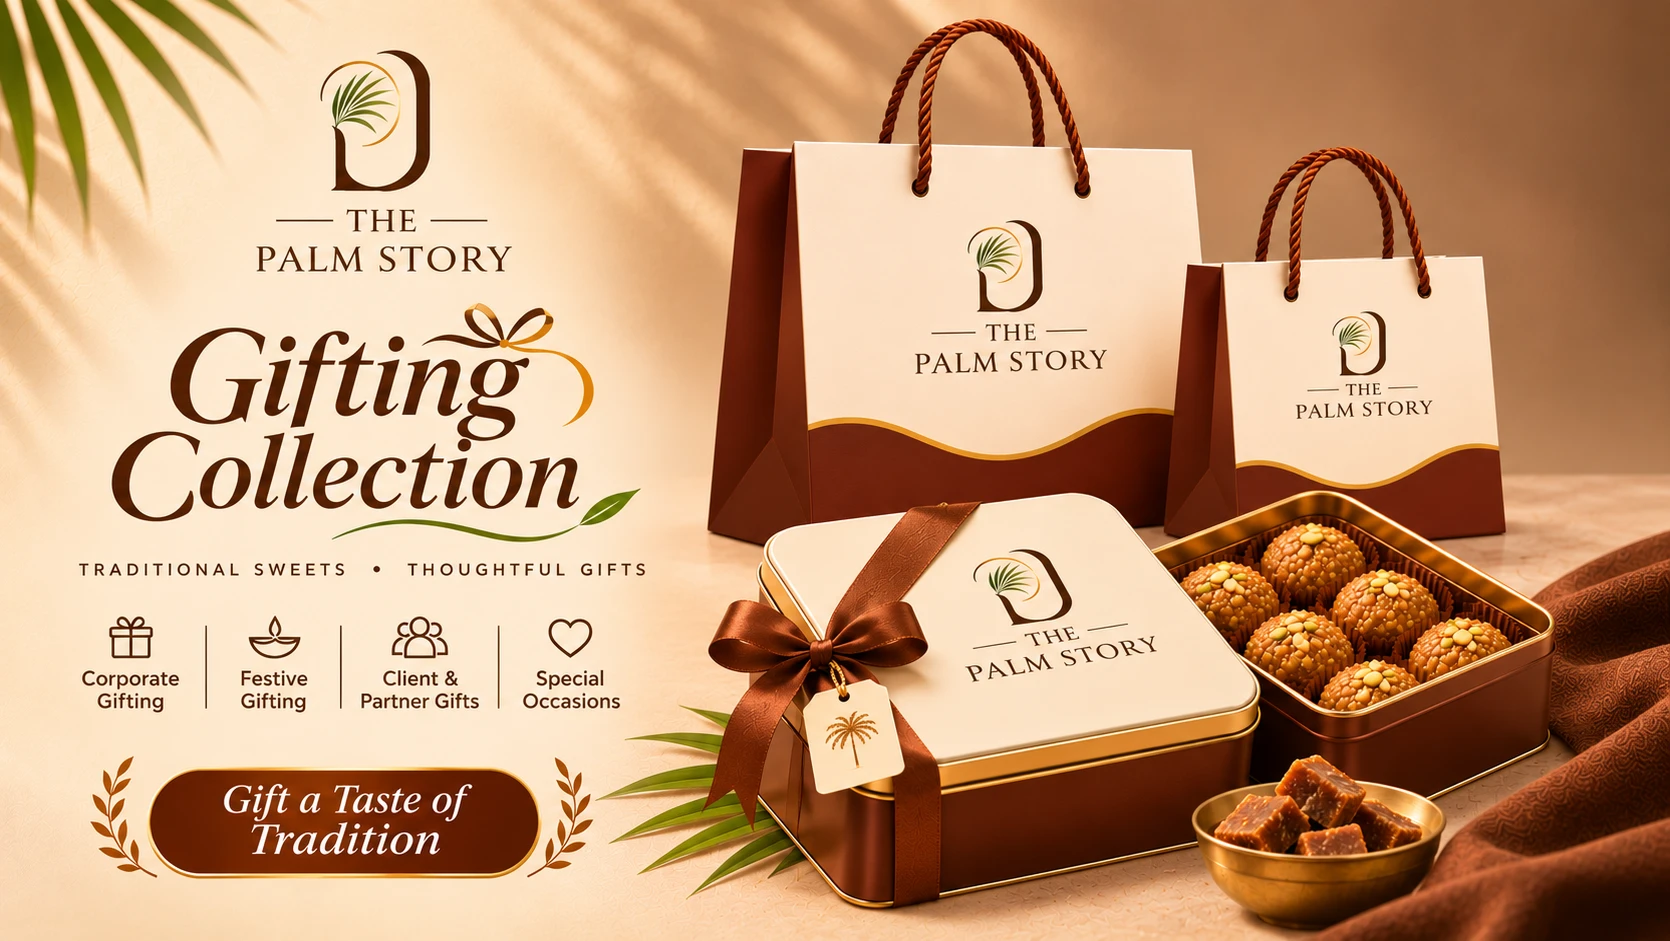 THE
PALM STORY
Gifting
Collection
TRADITIONAL SWEETS • THOUGHTFUL GIFTS
Corporate
Gifting
Festive
Gifting
Client &
Partner Gifts
Special
Occasions
Gift a Taste of
Tradition
THE
PALM STORY
THE
PALM STORY
THE
PALM STORY